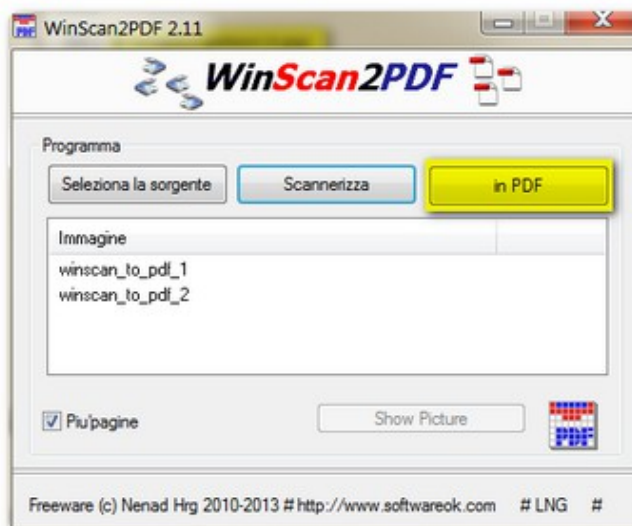 WinScan2PDF 2.11
WinScan2PDF
Programma
Seleziona la sorgente
Scannerizza
in PDF
Immagine
winscan_to_pdf_1
winscan_to_pdf_2
Piu'pagine
Show Picture
PDF
Freeware (c) Nenad Hrg 2010-2013 # http://www.softwareok.com # LNG #